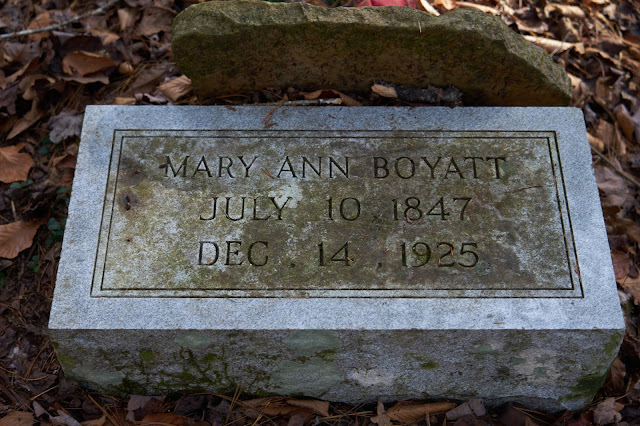 MARY ANN BOYATT
JULY 10, 1847
DEC. 14, 1925